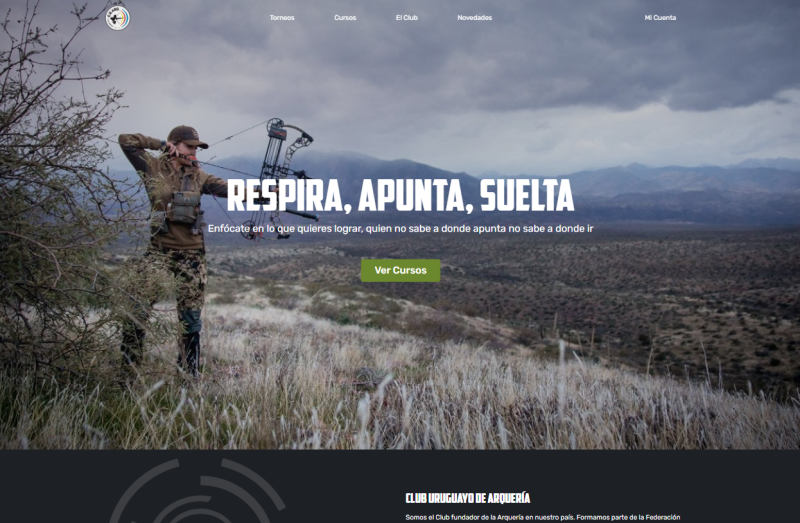 Torneos
Cursos
El Club
Novedades
Mi Cuenta
RESPIRA, APUNTA, SUELTA
Enfócate en lo que quieres lograr, quien no sabe a donde apunta no sabe a donde ir
Ver Cursos
CLUB URUGUAYO DE ARQUERÍA
Somos el Club fundador de la Arquería en nuestro país. Formamos parte de la Federación